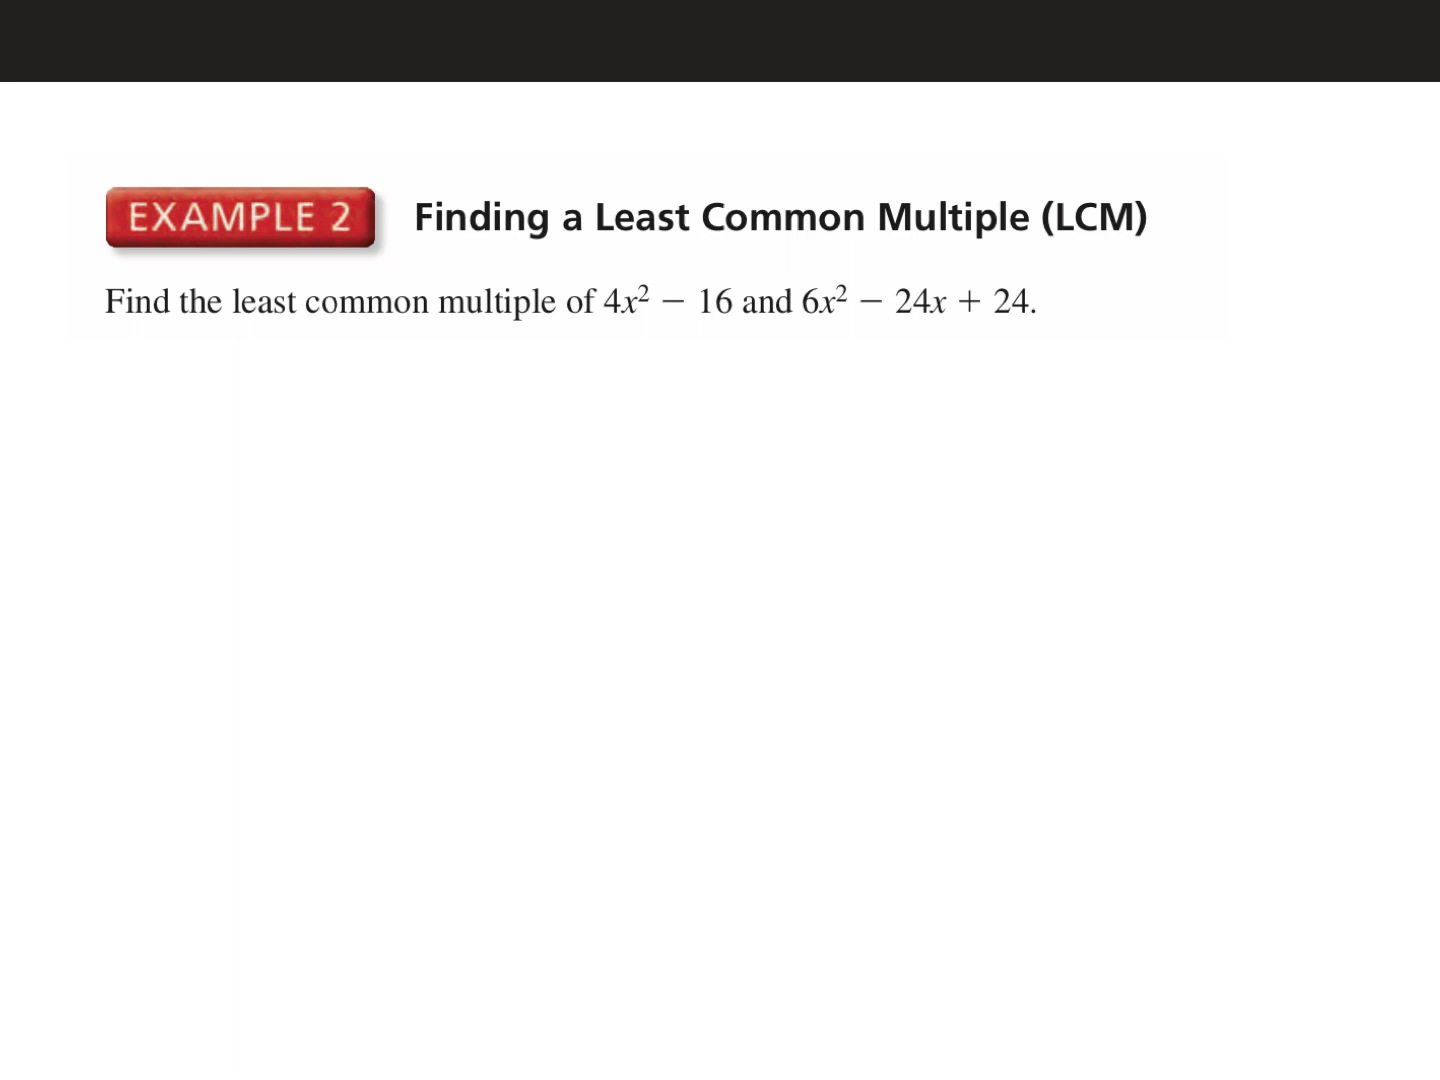 EXAMPLE 2 Finding a Least Common Multiple (LCM)
Find the least common multiple of 4x² − 16 and 6x² − 24x + 24.